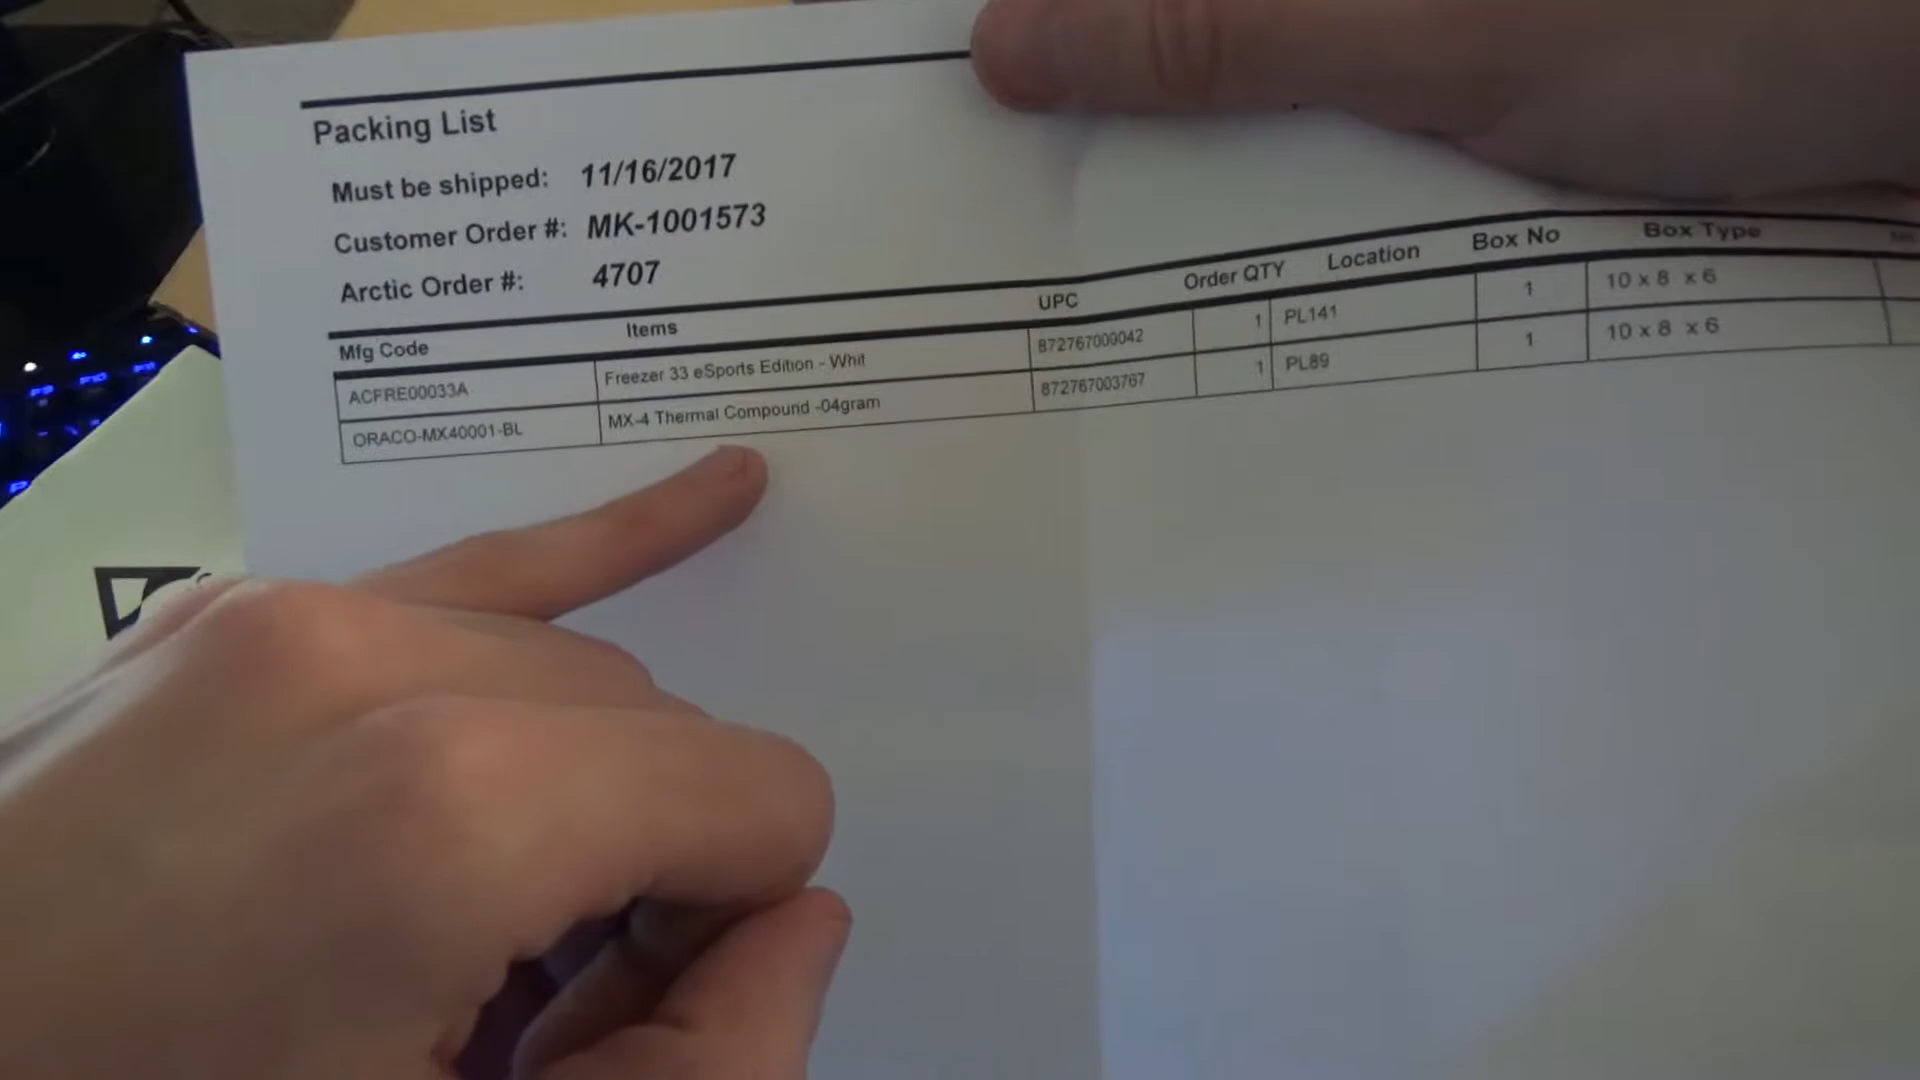 Packing List
Must be shipped: 11/16/2017
Customer Order #: MK-1001573
Arctic Order #: 4707
Mfg Code Items UPC Order QTY Location Box No Box Type
ACFRE00033A Freezer 33 eSports Edition - Whit 872767009042 1 PL141 1 10 x 8 x 6
ORACO-MX40001-BL MX-4 Thermal Compound -04gram 872767003767 1 PL89 1 10 x 8 x 6